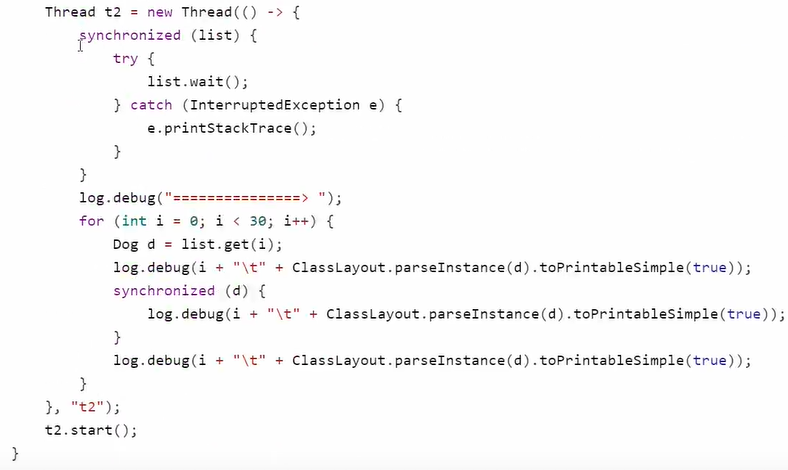 Thread t2 = new Thread(() -> {
synchronized (list) {
try {
list.wait();
} catch (InterruptedException e) {
e.printStackTrace();
}
}
log.debug("===============> ");
for (int i = 0; i < 30; i++) {
Dog d = list.get(i);
log.debug(i + "\t" + ClassLayout.parseInstance(d).toPrintableSimple(true));
synchronized (d) {
log.debug(i + "\t" + ClassLayout.parseInstance(d).toPrintableSimple(true));
}
log.debug(i + "\t" + ClassLayout.parseInstance(d).toPrintableSimple(true));
}
}, "t2");
t2.start();
}